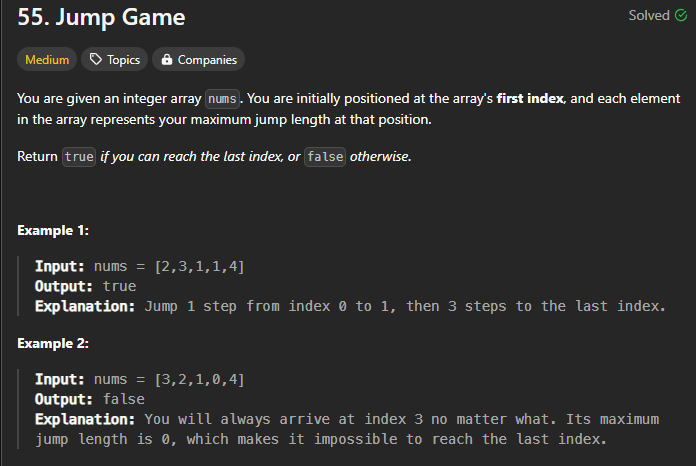 55. Jump Game
Solved
Medium Topics Companies
You are given an integer array nums. You are initially positioned at the array's first index, and each element
in the array represents your maximum jump length at that position.
Return true if you can reach the last index, or false otherwise.
Example 1:
Input: nums = [2,3,1,1,4]
Output: true
Explanation: Jump 1 step from index 0 to 1, then 3 steps to the last index.
Example 2:
Input: nums = [3,2,1,0,4]
Output: false
Explanation: You will always arrive at index 3 no matter what. Its maximum
jump length is 0, which makes it impossible to reach the last index.